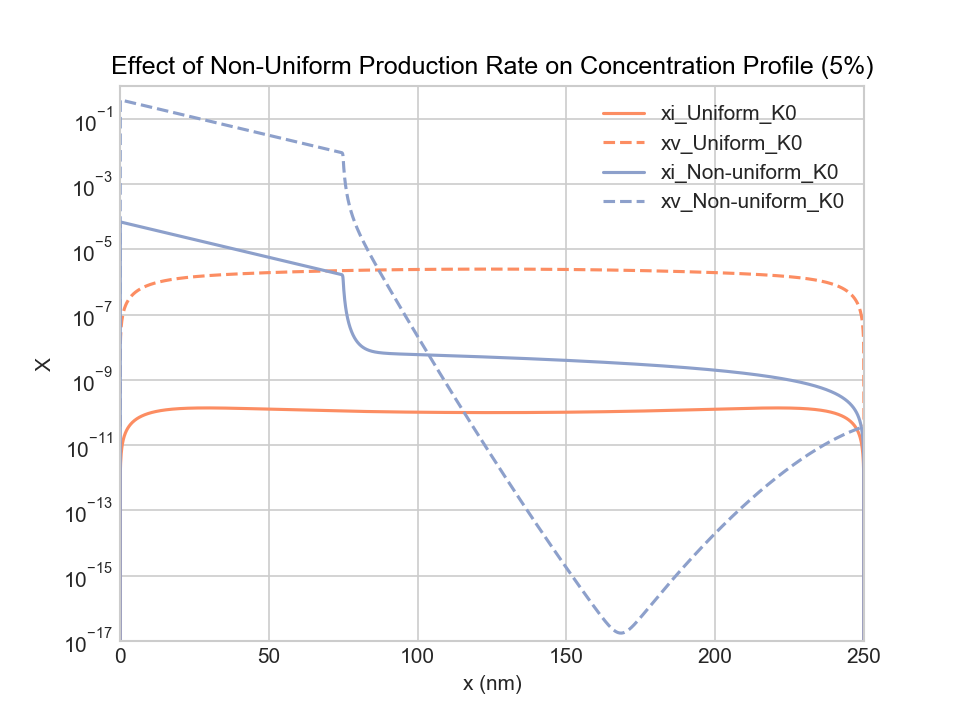 Effect of Non-Uniform Production Rate on Concentration Profile (5%)
xi_Uniform_K0
xv_Uniform_K0
xi_Non-uniform_K0
xv_Non-uniform_K0
10⁻¹
10⁻³
10⁻⁵
10⁻⁷
10⁻⁹
10⁻¹¹
10⁻¹³
10⁻¹⁵
10⁻¹⁷
X
0 50 100 150 200 250
x (nm)